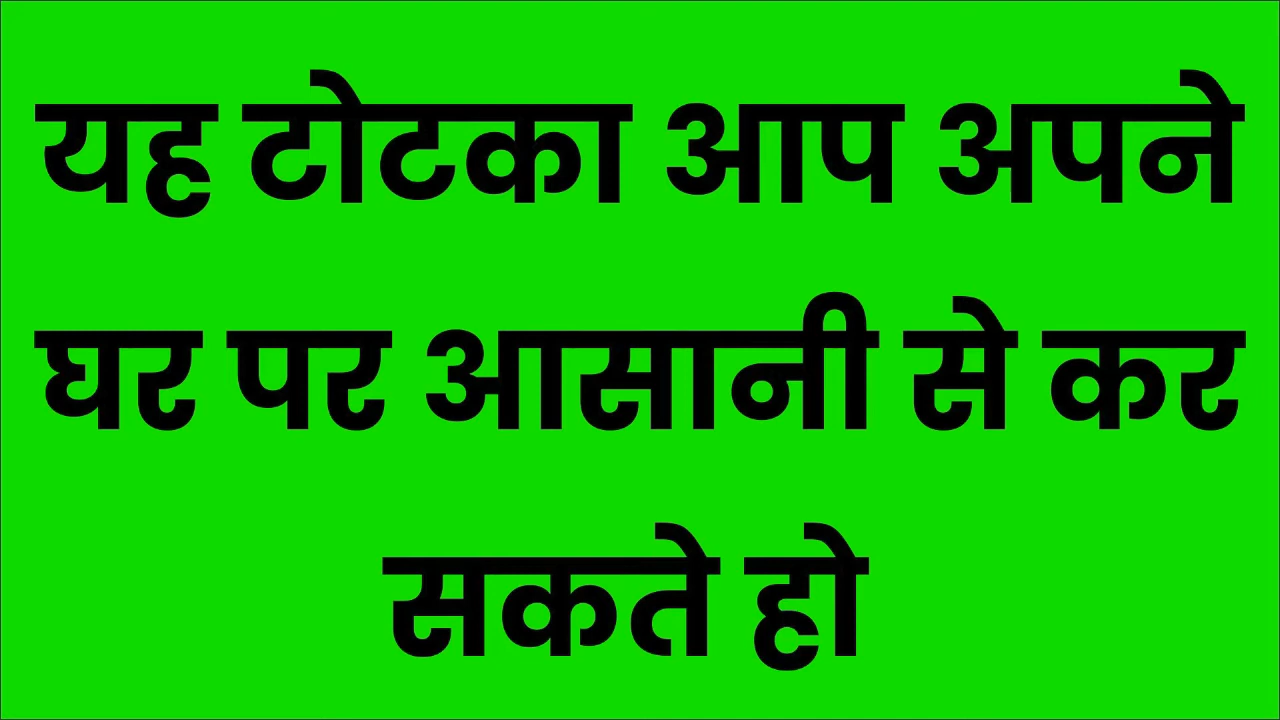 यह टोटका आप अपने
घर पर आसानी से कर
सकते हो